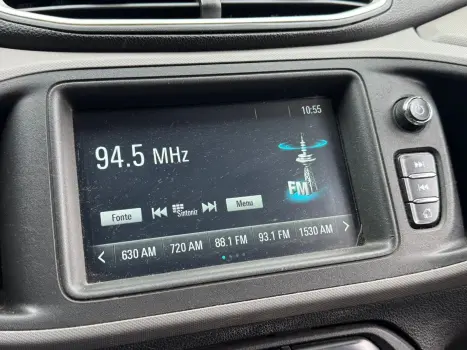 10:55
94.5 MHz
FM
Fonte Sintoniz Menu
630 AM 720 AM 88.1 FM 93.1 FM 1530 AM